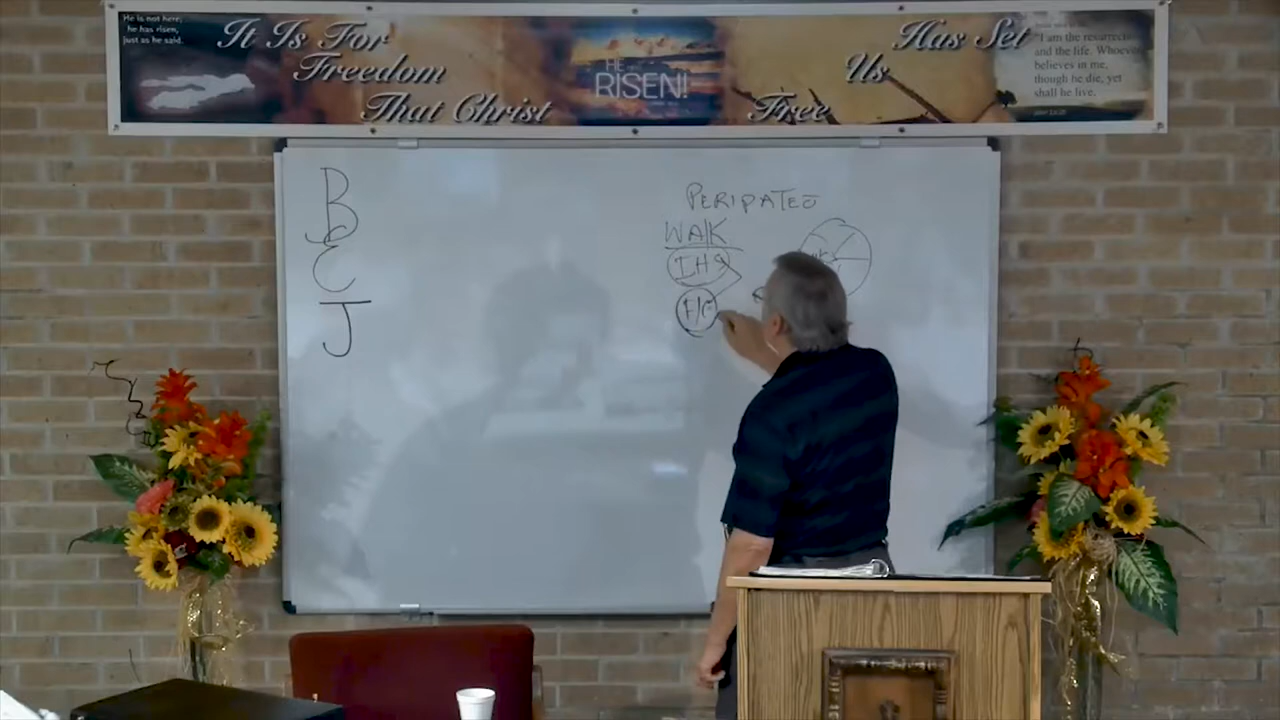 He is not here;
he has risen,
just as he said.
It Is For
Freedom
That Christ
HE
RISEN!
Has Set
Us
Free
"I am the resurrecti
and the life. Whoever
believes in me,
though he die, yet
shall he live.
B
E
J
PERIPATEO
WALK